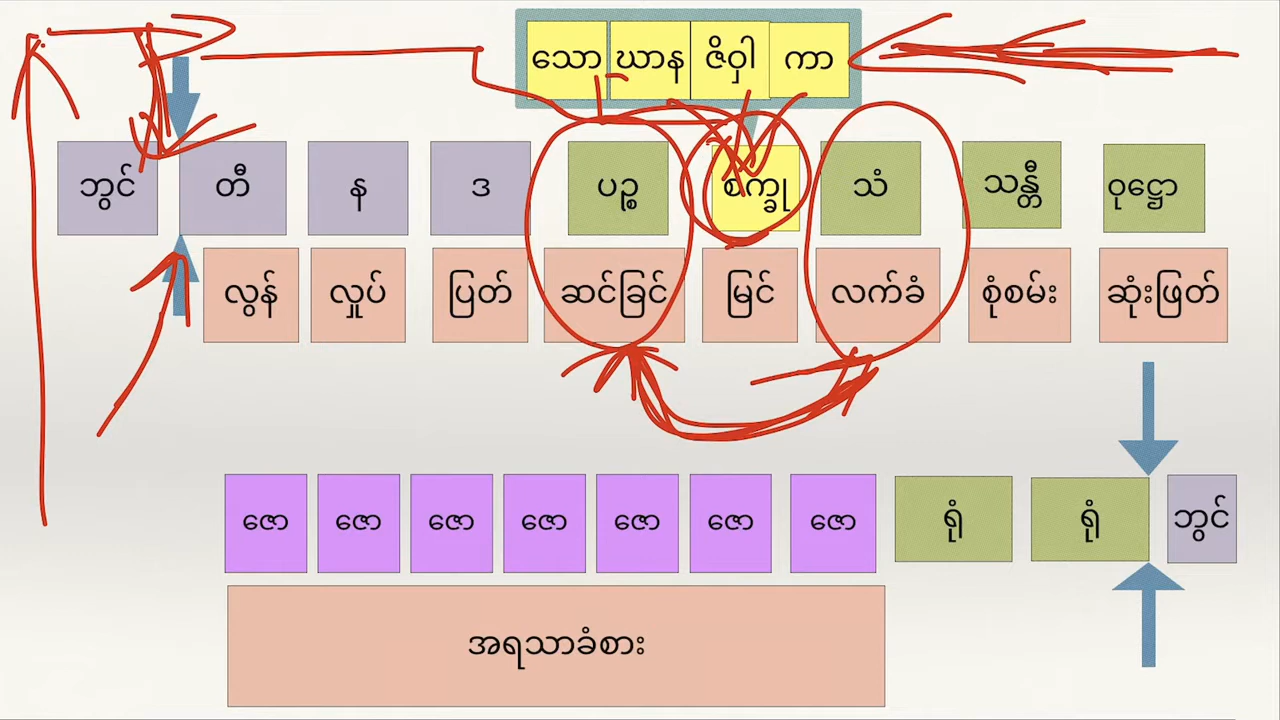 သော ဃာန ဇိဝှါ ကာ
ဘွင် တီ န ဒ ပဉ္စ စက္ခု သံ သန္တီ ဝုဋ္ဌော
လွန် လှုပ် ပြတ် ဆင်ခြင် မြင် လက်ခံ စုံစမ်း ဆုံးဖြတ်
ဇော ဇော ဇော ဇော ဇော ဇော ဇော ရုံ ရုံ ဘွင်
အရသာခံစား